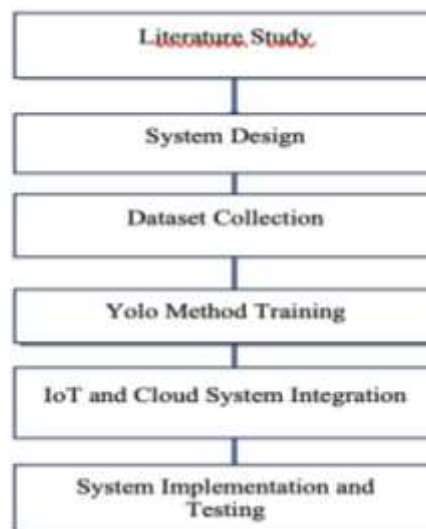 Literature Study
System Design
Dataset Collection
Yolo Method Training
IoT and Cloud System Integration
System Implementation and
Testing